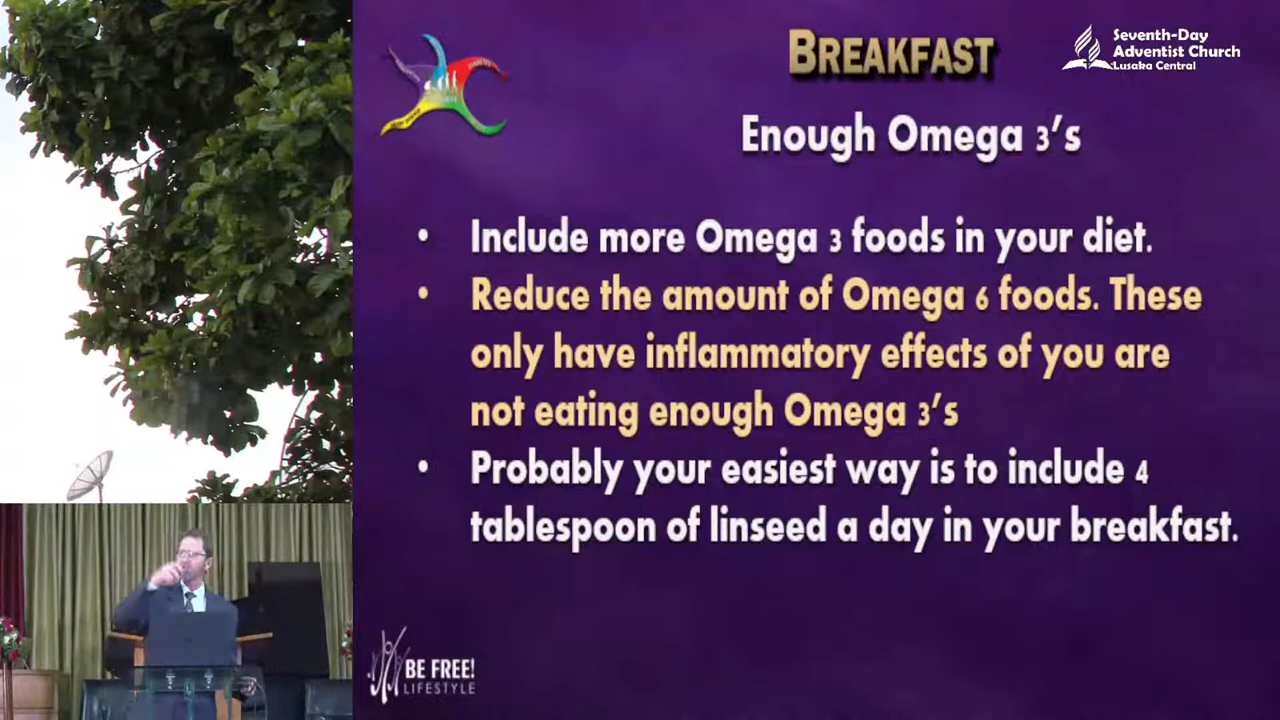 BREAKFAST
Seventh-Day
Adventist Church
Lusaka Central
Enough Omega 3's
• Include more Omega 3 foods in your diet.
• Reduce the amount of Omega 6 foods. These
only have inflammatory effects of you are
not eating enough Omega 3's
• Probably your easiest way is to include 4
tablespoon of linseed a day in your breakfast.
BE FREE!
LIFESTYLE